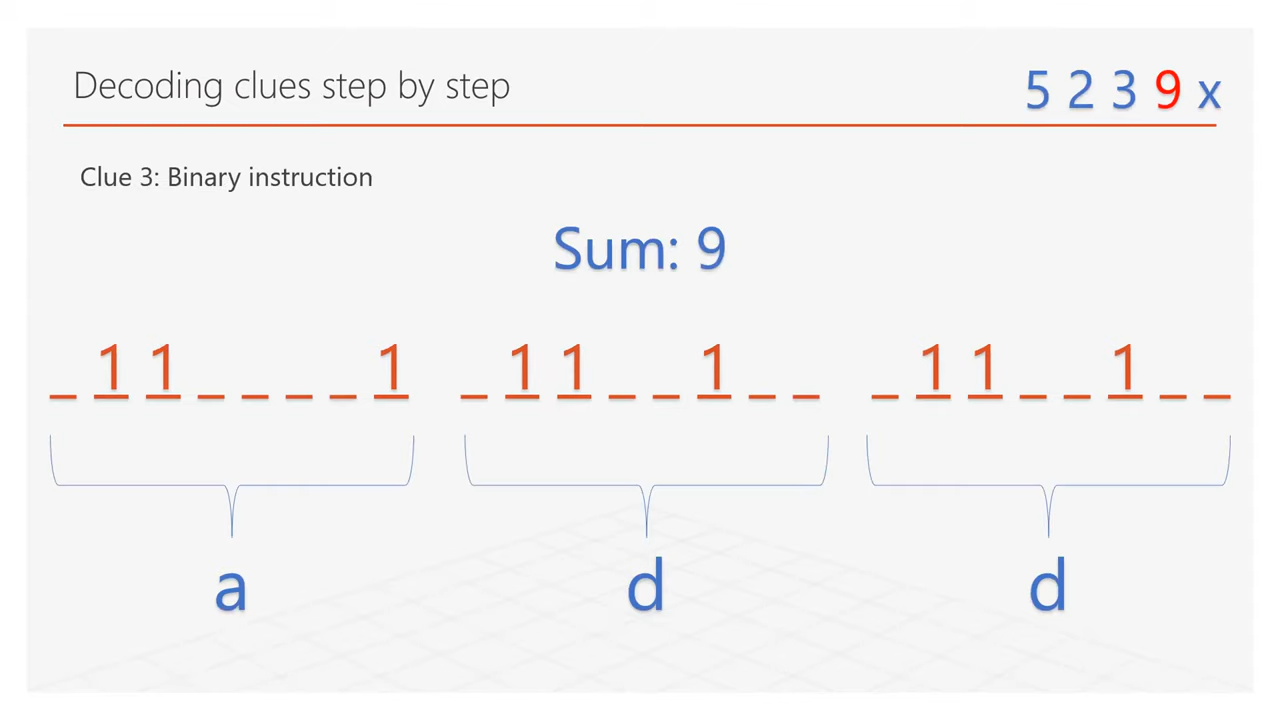 Decoding clues step by step
5 2 3 9 x
Clue 3: Binary instruction
Sum: 9
_ 1 1 _ _ _ _ 1 _ 1 1 _ _ 1 _ _ _ 1 1 _ _ 1 _ _
a d d